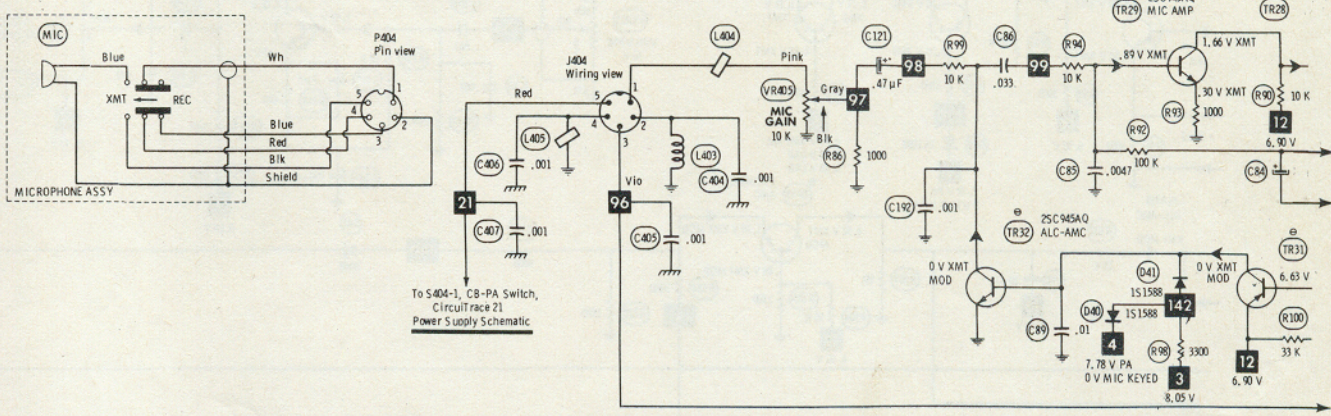 MIC
Blue
Wh
P404
Pin view
XMT
REC
5
4
1
2
3
Blue
Red
Blk
Shield
MICROPHONE ASSY
J404
Wiring view
Red
5
4
1
2
3
L404
Pink
L405
C406
.001
21
C407
.001
To S404-1, CB-PA Switch,
CircuiTrace 21
Power Supply Schematic
Vio
96
C405
.001
L403
C404
.001
VR405
MIC
GAIN
10 K
Gray
97
Blk
R86
1000
C121
.47 µF
98
R99
10 K
C86
.033
99
R94
10 K
TR29
MIC AMP
.89 V XMT
1.66 V XMT
.30 V XMT
R93
1000
TR28
R90
10 K
12
6.90 V
R92
100 K
C85
.0047
C84
C192
.001
TR32
2SC945AQ
ALC-AMC
0 V XMT
MOD
C89
.01
D41
1S1588
1S1588
142
D40
4
7.78 V PA
0 V MIC KEYED
R98
3300
3
8.05 V
0 V XMT
MOD
TR31
6.63 V
R100
33 K
12
6.90 V